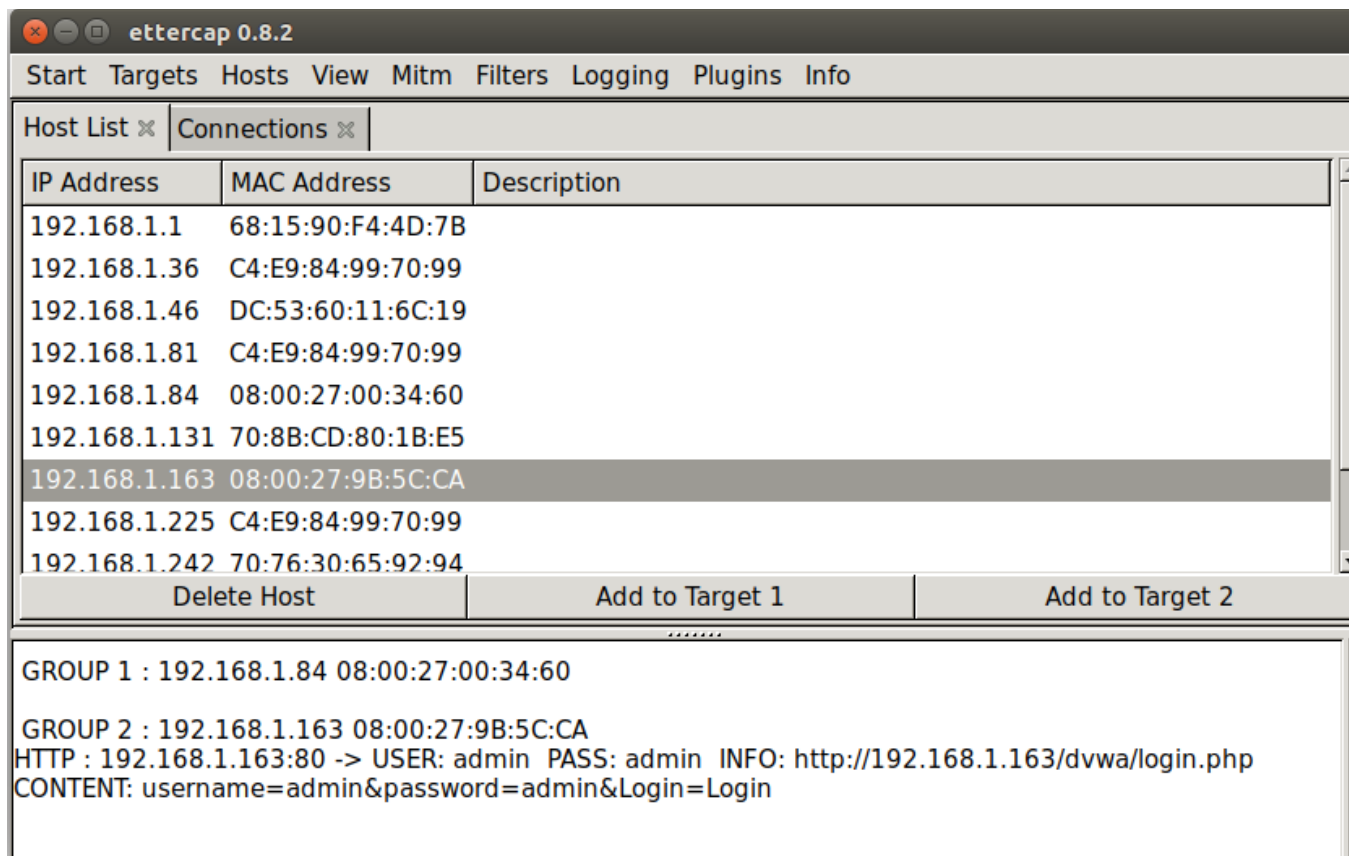 ettercap 0.8.2
Start Targets Hosts View Mitm Filters Logging Plugins Info
Host List Connections
IP Address MAC Address Description
192.168.1.1 68:15:90:F4:4D:7B
192.168.1.36 C4:E9:84:99:70:99
192.168.1.46 DC:53:60:11:6C:19
192.168.1.81 C4:E9:84:99:70:99
192.168.1.84 08:00:27:00:34:60
192.168.1.131 70:8B:CD:80:1B:E5
192.168.1.163 08:00:27:9B:5C:CA
192.168.1.225 C4:E9:84:99:70:99
192.168.1.242 70:76:30:65:92:94
Delete Host Add to Target 1 Add to Target 2
GROUP 1 : 192.168.1.84 08:00:27:00:34:60
GROUP 2 : 192.168.1.163 08:00:27:9B:5C:CA
HTTP : 192.168.1.163:80 -> USER: admin PASS: admin INFO: http://192.168.1.163/dvwa/login.php
CONTENT: username=admin&password=admin&Login=Login